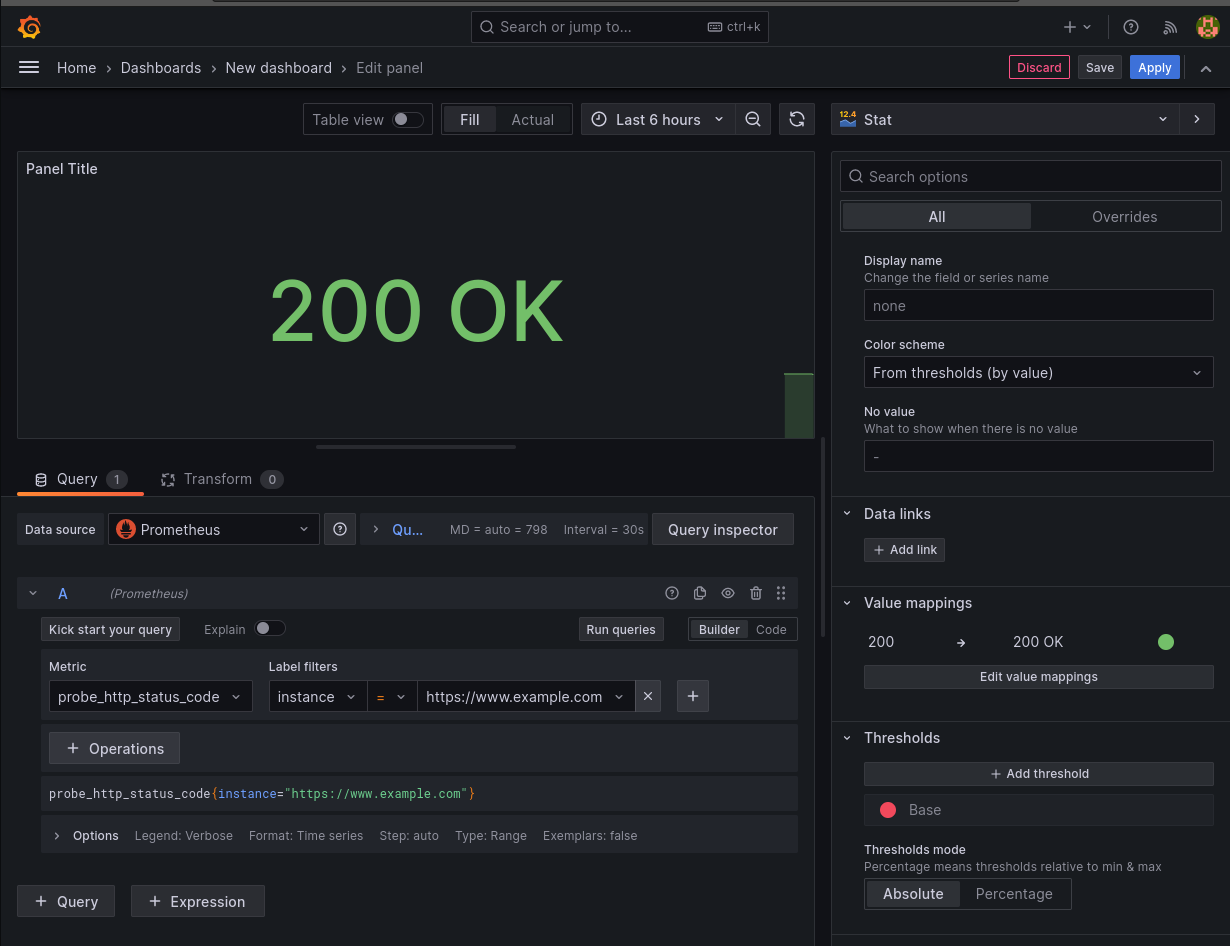 Search or jump to...
ctrl+k
Home › Dashboards › New dashboard › Edit panel
Discard
Save
Apply
Table view
Fill
Actual
Last 6 hours
12.4
Stat
Panel Title
200 OK
Search options
All
Overrides
Display name
Change the field or series name
none
Color scheme
From thresholds (by value)
No value
What to show when there is no value
-
Data links
+ Add link
Value mappings
200 → 200 OK
Edit value mappings
Thresholds
+ Add threshold
Base
Thresholds mode
Percentage means thresholds relative to min & max
Absolute
Percentage
Query 1
Transform 0
Data source
Prometheus
Qu...
MD = auto = 798
Interval = 30s
Query inspector
A
(Prometheus)
Kick start your query
Explain
Run queries
Builder
Code
Metric
Label filters
probe_http_status_code
instance
=
https://www.example.com
+ Operations
probe_http_status_code{instance="https://www.example.com"}
Options
Legend: Verbose
Format: Time series
Step: auto
Type: Range
Exemplars: false
+ Query
+ Expression